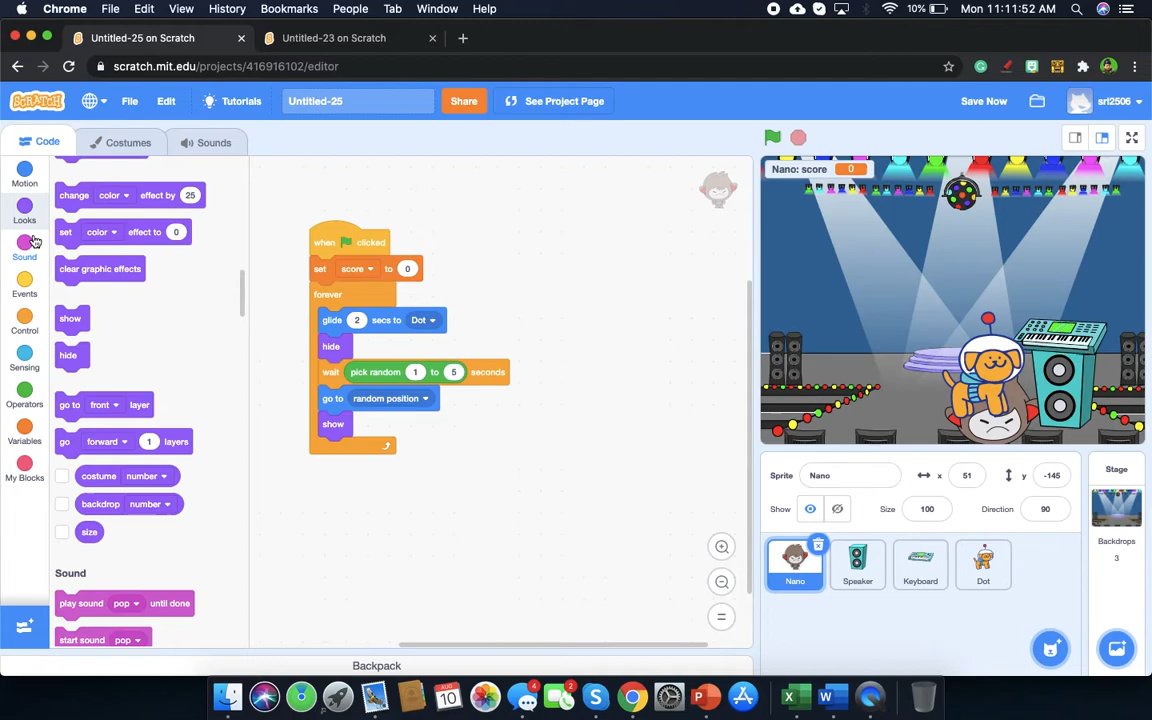 Chrome File Edit View History Bookmarks People Tab Window Help 10% Mon 11:11:52 AM
Untitled-25 on Scratch Untitled-23 on Scratch
scratch.mit.edu/projects/416916102/editor
SCRATCH File Edit Tutorials Untitled-25 Share See Project Page Save Now sri2506
Code Costumes Sounds
Motion
Looks
Sound
Events
Control
Sensing
Operators
Variables
My Blocks
change color effect by 25
set color effect to 0
clear graphic effects
show
hide
go to front layer
go forward 1 layers
costume number
backdrop number
size
Sound
play sound pop until done
start sound pop
when clicked
set score to 0
forever
glide 2 secs to Dot
hide
wait pick random 1 to 5 seconds
go to random position
show
Backpack
Nano: score 0
Sprite Nano x 51 y -145
Show Size 100 Direction 90
Nano Speaker Keyboard Dot
Stage
Backdrops
3
AUG
10
4
2